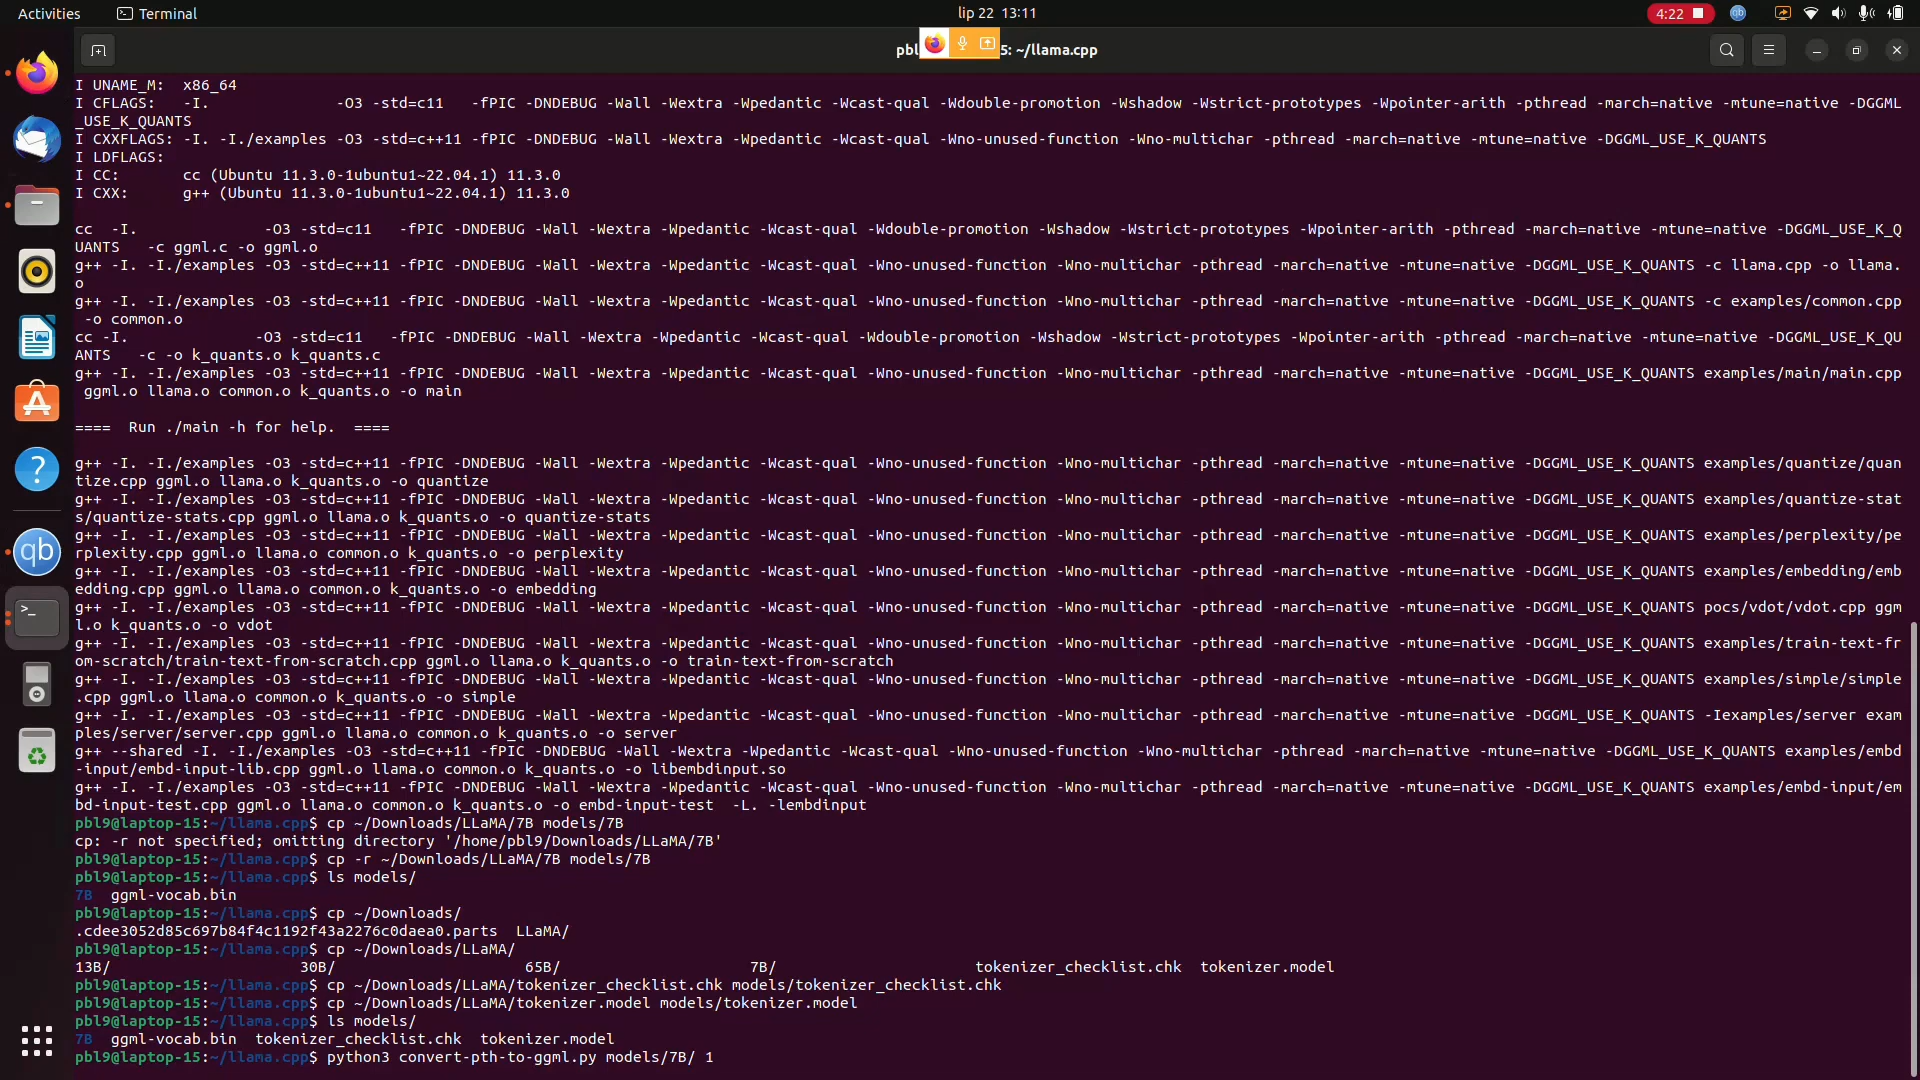 Activities
Terminal
lip 22 13:11
4:22
pbl
5: ~/llama.cpp
I UNAME_M:  x86_64
I CFLAGS:   -I.              -O3 -std=c11   -fPIC -DNDEBUG -Wall -Wextra -Wpedantic -Wcast-qual -Wdouble-promotion -Wshadow -Wstrict-prototypes -Wpointer-arith -pthread -march=native -mtune=native -DGGML
_USE_K_QUANTS
I CXXFLAGS: -I. -I./examples -O3 -std=c++11 -fPIC -DNDEBUG -Wall -Wextra -Wpedantic -Wcast-qual -Wno-unused-function -Wno-multichar -pthread -march=native -mtune=native -DGGML_USE_K_QUANTS
I LDFLAGS:
I CC:       cc (Ubuntu 11.3.0-1ubuntu1~22.04.1) 11.3.0
I CXX:      g++ (Ubuntu 11.3.0-1ubuntu1~22.04.1) 11.3.0
cc  -I.              -O3 -std=c11   -fPIC -DNDEBUG -Wall -Wextra -Wpedantic -Wcast-qual -Wdouble-promotion -Wshadow -Wstrict-prototypes -Wpointer-arith -pthread -march=native -mtune=native -DGGML_USE_K_Q
UANTS   -c ggml.c -o ggml.o
g++ -I. -I./examples -O3 -std=c++11 -fPIC -DNDEBUG -Wall -Wextra -Wpedantic -Wcast-qual -Wno-unused-function -Wno-multichar -pthread -march=native -mtune=native -DGGML_USE_K_QUANTS -c llama.cpp -o llama.
o
g++ -I. -I./examples -O3 -std=c++11 -fPIC -DNDEBUG -Wall -Wextra -Wpedantic -Wcast-qual -Wno-unused-function -Wno-multichar -pthread -march=native -mtune=native -DGGML_USE_K_QUANTS -c examples/common.cpp
 -o common.o
cc -I.              -O3 -std=c11   -fPIC -DNDEBUG -Wall -Wextra -Wpedantic -Wcast-qual -Wdouble-promotion -Wshadow -Wstrict-prototypes -Wpointer-arith -pthread -march=native -mtune=native -DGGML_USE_K_QU
ANTS   -c -o k_quants.o k_quants.c
g++ -I. -I./examples -O3 -std=c++11 -fPIC -DNDEBUG -Wall -Wextra -Wpedantic -Wcast-qual -Wno-unused-function -Wno-multichar -pthread -march=native -mtune=native -DGGML_USE_K_QUANTS examples/main/main.cpp
 ggml.o llama.o common.o k_quants.o -o main
====  Run ./main -h for help.  ====
g++ -I. -I./examples -O3 -std=c++11 -fPIC -DNDEBUG -Wall -Wextra -Wpedantic -Wcast-qual -Wno-unused-function -Wno-multichar -pthread -march=native -mtune=native -DGGML_USE_K_QUANTS examples/quantize/quan
tize.cpp ggml.o llama.o k_quants.o -o quantize
g++ -I. -I./examples -O3 -std=c++11 -fPIC -DNDEBUG -Wall -Wextra -Wpedantic -Wcast-qual -Wno-unused-function -Wno-multichar -pthread -march=native -mtune=native -DGGML_USE_K_QUANTS examples/quantize-stat
s/quantize-stats.cpp ggml.o llama.o k_quants.o -o quantize-stats
g++ -I. -I./examples -O3 -std=c++11 -fPIC -DNDEBUG -Wall -Wextra -Wpedantic -Wcast-qual -Wno-unused-function -Wno-multichar -pthread -march=native -mtune=native -DGGML_USE_K_QUANTS examples/perplexity/pe
rplexity.cpp ggml.o llama.o common.o k_quants.o -o perplexity
g++ -I. -I./examples -O3 -std=c++11 -fPIC -DNDEBUG -Wall -Wextra -Wpedantic -Wcast-qual -Wno-unused-function -Wno-multichar -pthread -march=native -mtune=native -DGGML_USE_K_QUANTS examples/embedding/emb
edding.cpp ggml.o llama.o common.o k_quants.o -o embedding
g++ -I. -I./examples -O3 -std=c++11 -fPIC -DNDEBUG -Wall -Wextra -Wpedantic -Wcast-qual -Wno-unused-function -Wno-multichar -pthread -march=native -mtune=native -DGGML_USE_K_QUANTS pocs/vdot/vdot.cpp ggm
l.o k_quants.o -o vdot
g++ -I. -I./examples -O3 -std=c++11 -fPIC -DNDEBUG -Wall -Wextra -Wpedantic -Wcast-qual -Wno-unused-function -Wno-multichar -pthread -march=native -mtune=native -DGGML_USE_K_QUANTS examples/train-text-fr
om-scratch/train-text-from-scratch.cpp ggml.o llama.o k_quants.o -o train-text-from-scratch
g++ -I. -I./examples -O3 -std=c++11 -fPIC -DNDEBUG -Wall -Wextra -Wpedantic -Wcast-qual -Wno-unused-function -Wno-multichar -pthread -march=native -mtune=native -DGGML_USE_K_QUANTS examples/simple/simple
.cpp ggml.o llama.o common.o k_quants.o -o simple
g++ -I. -I./examples -O3 -std=c++11 -fPIC -DNDEBUG -Wall -Wextra -Wpedantic -Wcast-qual -Wno-unused-function -Wno-multichar -pthread -march=native -mtune=native -DGGML_USE_K_QUANTS -Iexamples/server exam
ples/server/server.cpp ggml.o llama.o common.o k_quants.o -o server
g++ --shared -I. -I./examples -O3 -std=c++11 -fPIC -DNDEBUG -Wall -Wextra -Wpedantic -Wcast-qual -Wno-unused-function -Wno-multichar -pthread -march=native -mtune=native -DGGML_USE_K_QUANTS examples/embd
-input/embd-input-lib.cpp ggml.o llama.o common.o k_quants.o -o libembdinput.so
g++ -I. -I./examples -O3 -std=c++11 -fPIC -DNDEBUG -Wall -Wextra -Wpedantic -Wcast-qual -Wno-unused-function -Wno-multichar -pthread -march=native -mtune=native -DGGML_USE_K_QUANTS examples/embd-input/em
bd-input-test.cpp ggml.o llama.o common.o k_quants.o -o embd-input-test  -L. -lembdinput
pbl9@laptop-15:~/llama.cpp$ cp ~/Downloads/LLaMA/7B models/7B
cp: -r not specified; omitting directory '/home/pbl9/Downloads/LLaMA/7B'
pbl9@laptop-15:~/llama.cpp$ cp -r ~/Downloads/LLaMA/7B models/7B
pbl9@laptop-15:~/llama.cpp$ ls models/
7B  ggml-vocab.bin
pbl9@laptop-15:~/llama.cpp$ cp ~/Downloads/
.cdee3052d85c697b84f4c1192f43a2276c0daea0.parts  LLaMA/
pbl9@laptop-15:~/llama.cpp$ cp ~/Downloads/LLaMA/
13B/                     30B/                     65B/                     7B/                      tokenizer_checklist.chk  tokenizer.model
pbl9@laptop-15:~/llama.cpp$ cp ~/Downloads/LLaMA/tokenizer_checklist.chk models/tokenizer_checklist.chk
pbl9@laptop-15:~/llama.cpp$ cp ~/Downloads/LLaMA/tokenizer.model models/tokenizer.model
pbl9@laptop-15:~/llama.cpp$ ls models/
7B  ggml-vocab.bin  tokenizer_checklist.chk  tokenizer.model
pbl9@laptop-15:~/llama.cpp$ python3 convert-pth-to-ggml.py models/7B/ 1